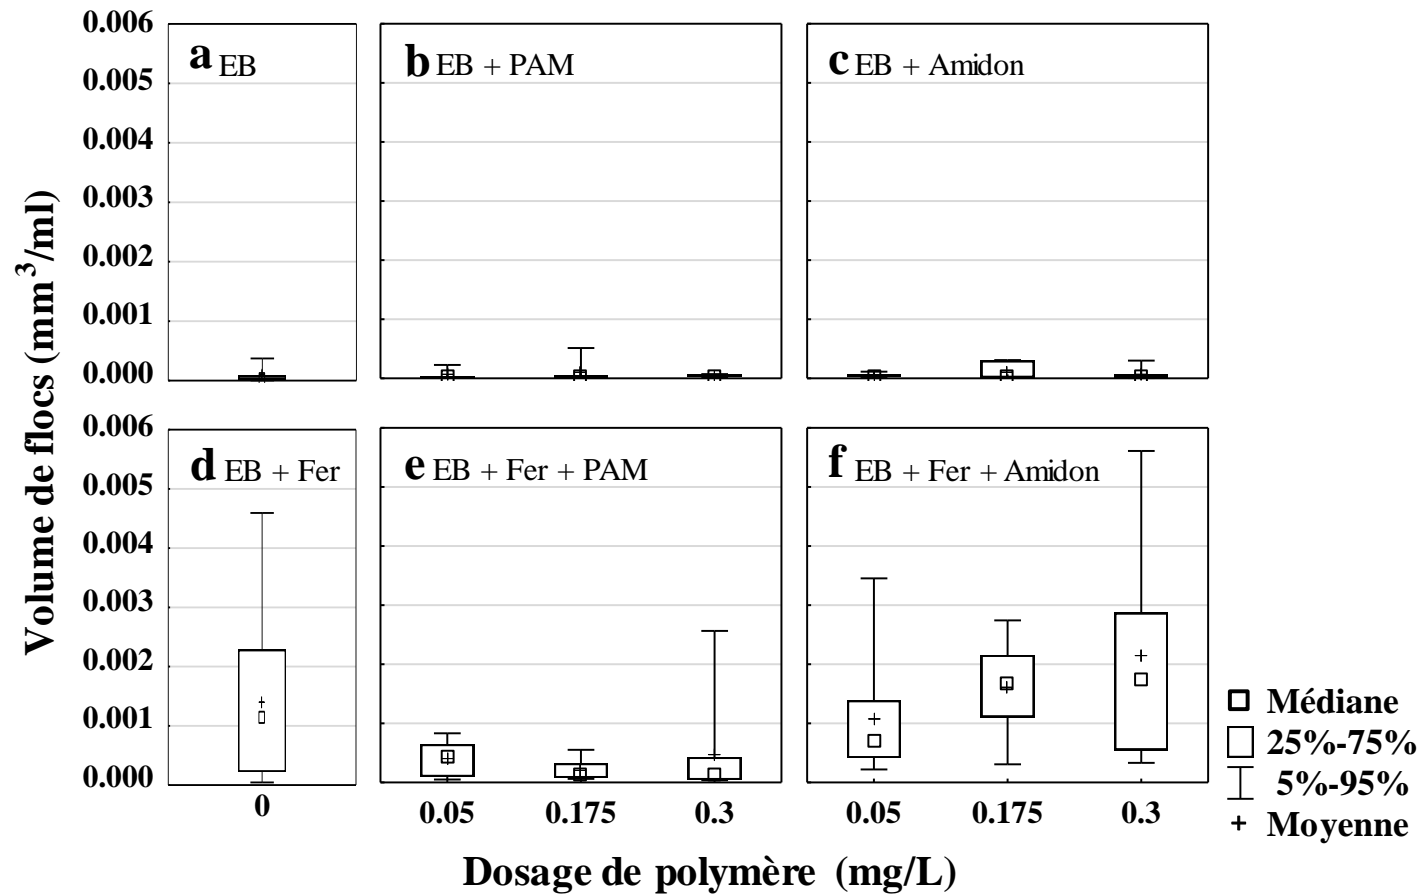 Volume de flocs (mm³/ml)
0.006
0.005
0.004
0.003
0.002
0.001
0.000
a EB
b EB + PAM
c EB + Amidon
0.006
0.005
0.004
0.003
0.002
0.001
0.000
d EB + Fer
e EB + Fer + PAM
f EB + Fer + Amidon
0
0.05 0.175 0.3
0.05 0.175 0.3
Dosage de polymère (mg/L)
Médiane
25%-75%
5%-95%
Moyenne